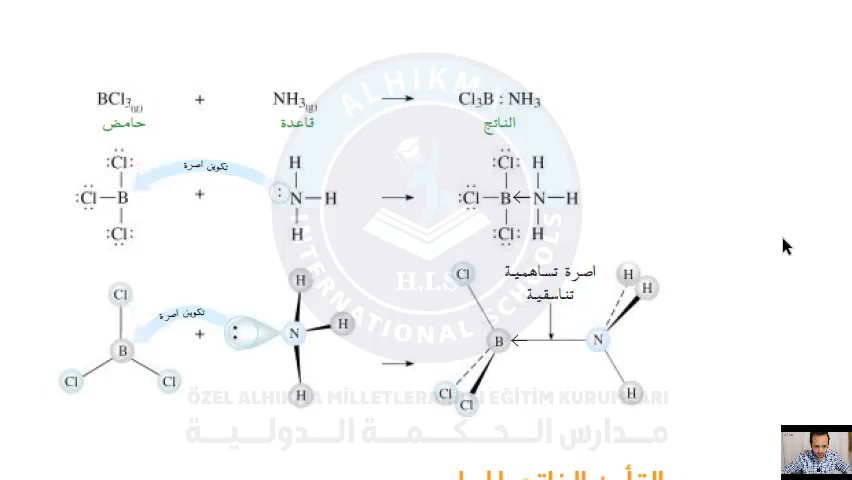 BCl₃(g) + NH₃(g) → Cl₃B : NH₃
حامض قاعدة الناتج
:Cl: H :Cl: H
تكوين اصرة
:Cl—B + :N—H → :Cl—B←N—H
:Cl: H :Cl: H
اصرة تساهمية
تناسقية
Cl H Cl H H
تكوين اصرة
B + : N H → B ← N
Cl Cl H Cl Cl H
ALHIKMAH
INTERNATIONAL SCHOOLS
H.I.S
ÖZEL ALHIKMA MİLLETLERARASI EĞİTİM KURUMLARI
مدارس الحكمة الدولية